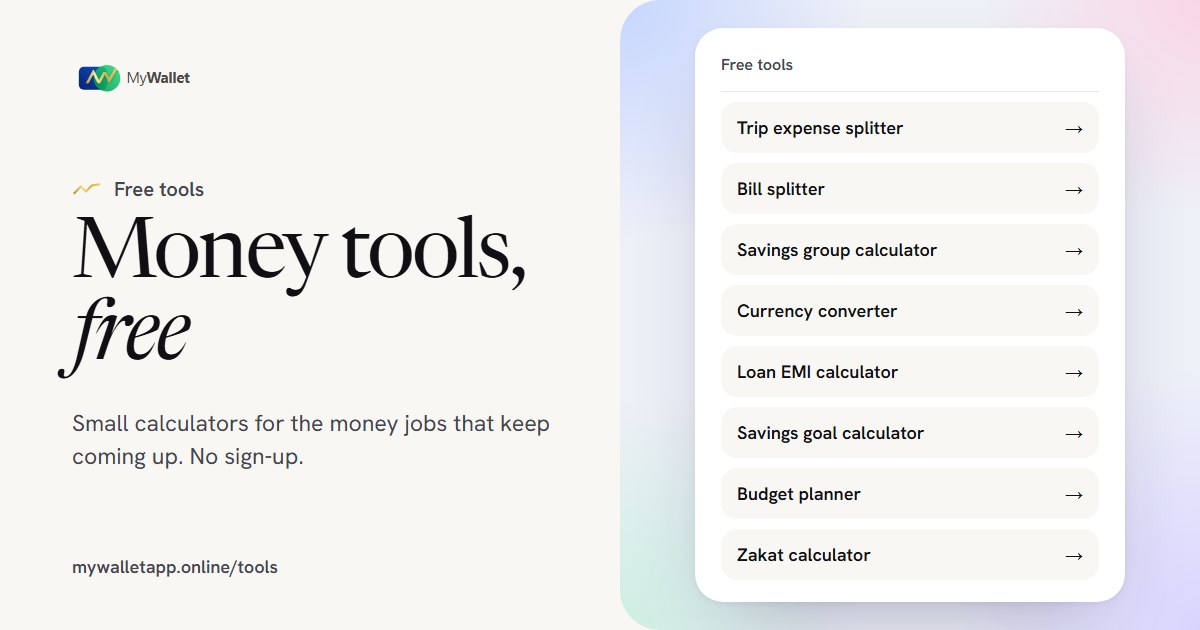 MyWallet
Free tools
Money tools,
free
Small calculators for the money jobs that keep
coming up. No sign-up.
mywalletapp.online/tools
Free tools
Trip expense splitter →
Bill splitter →
Savings group calculator →
Currency converter →
Loan EMI calculator →
Savings goal calculator →
Budget planner →
Zakat calculator →